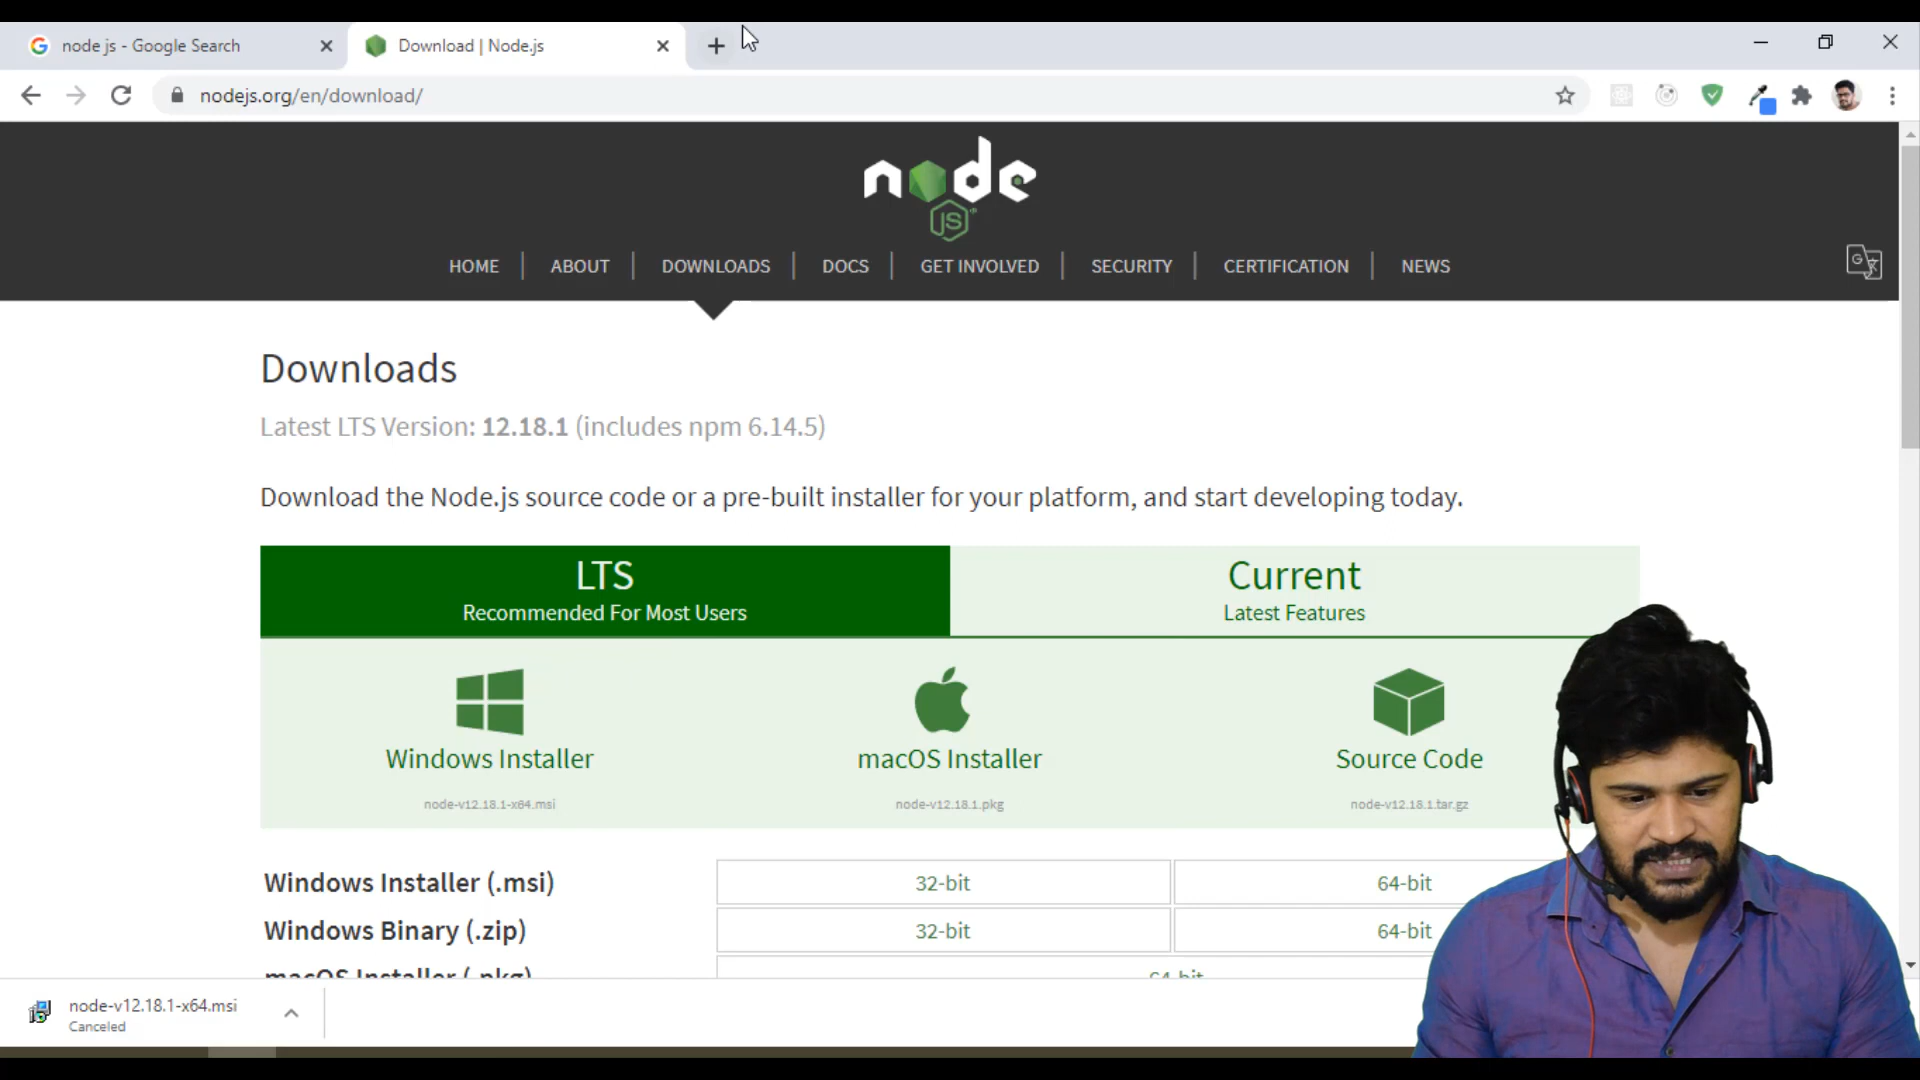 node js - Google Search
Download | Node.js
nodejs.org/en/download/
node
JS
HOME
ABOUT
DOWNLOADS
DOCS
GET INVOLVED
SECURITY
CERTIFICATION
NEWS
Downloads
Latest LTS Version: 12.18.1 (includes npm 6.14.5)
Download the Node.js source code or a pre-built installer for your platform, and start developing today.
LTS
Recommended For Most Users
Current
Latest Features
Windows Installer
node-v12.18.1-x64.msi
macOS Installer
node-v12.18.1.pkg
Source Code
node-v12.18.1.tar.gz
Windows Installer (.msi)
32-bit
64-bit
Windows Binary (.zip)
32-bit
64-bit
macOS Installer (.pkg)
64-bit
node-v12.18.1-x64.msi
Canceled